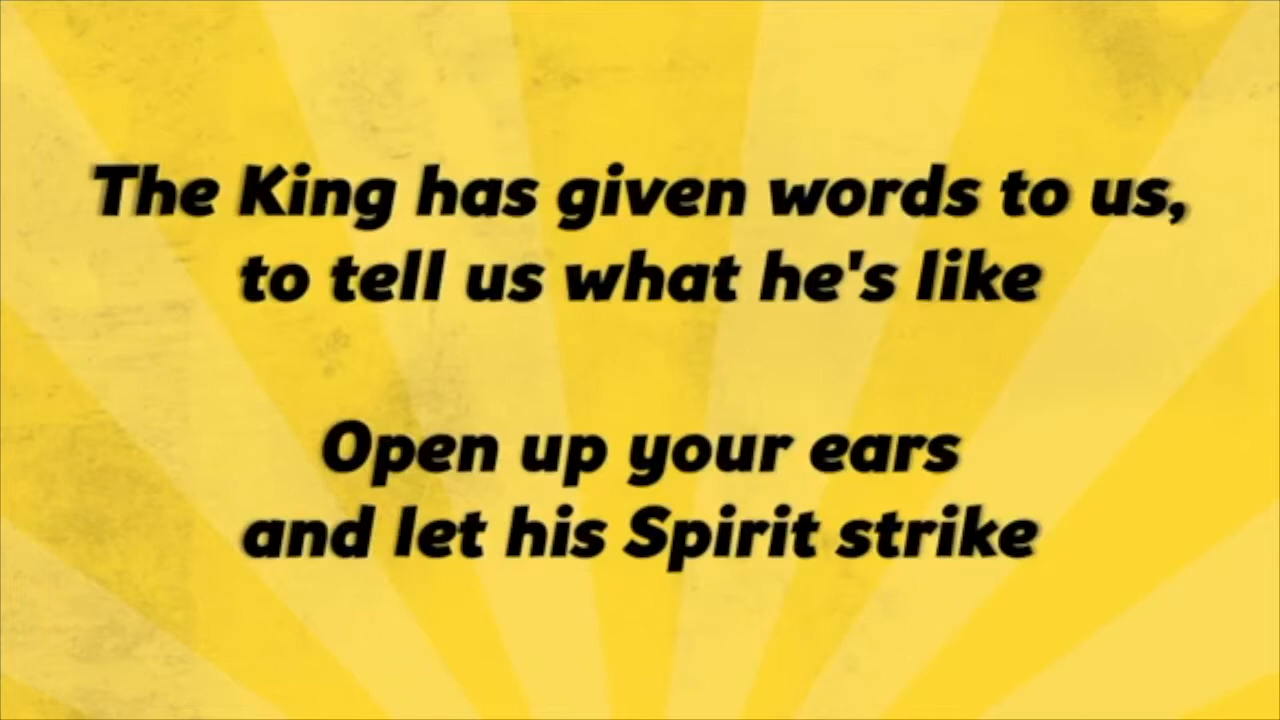 The King has given words to us,
to tell us what he's like
Open up your ears
and let his Spirit strike